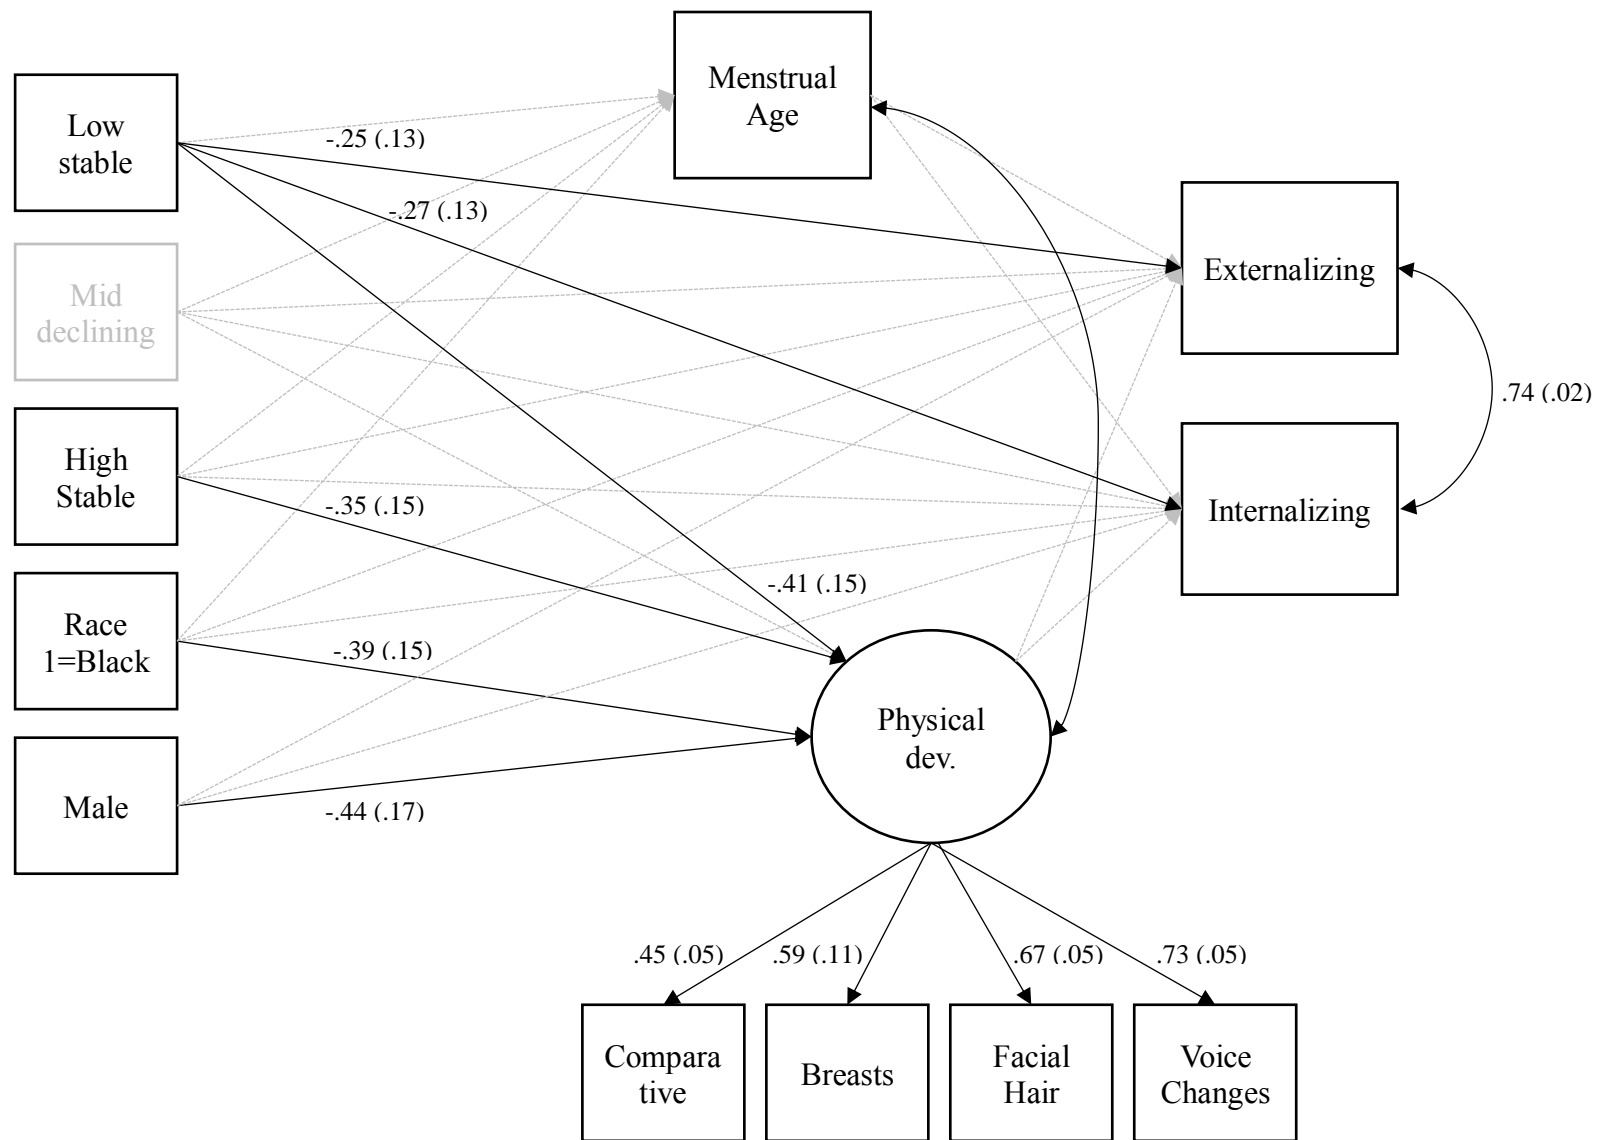 Menstrual
Age
Low
stable
-.25 (.13)
-.27 (.13)
Externalizing
Mid
declining
.74 (.02)
High
Stable
-.35 (.15)
Internalizing
-.41 (.15)
Race
1=Black
-.39 (.15)
Physical
dev.
Male
-.44 (.17)
.45 (.05)
.59 (.11)
.67 (.05)
.73 (.05)
Compara
tive
Breasts
Facial
Hair
Voice
Changes